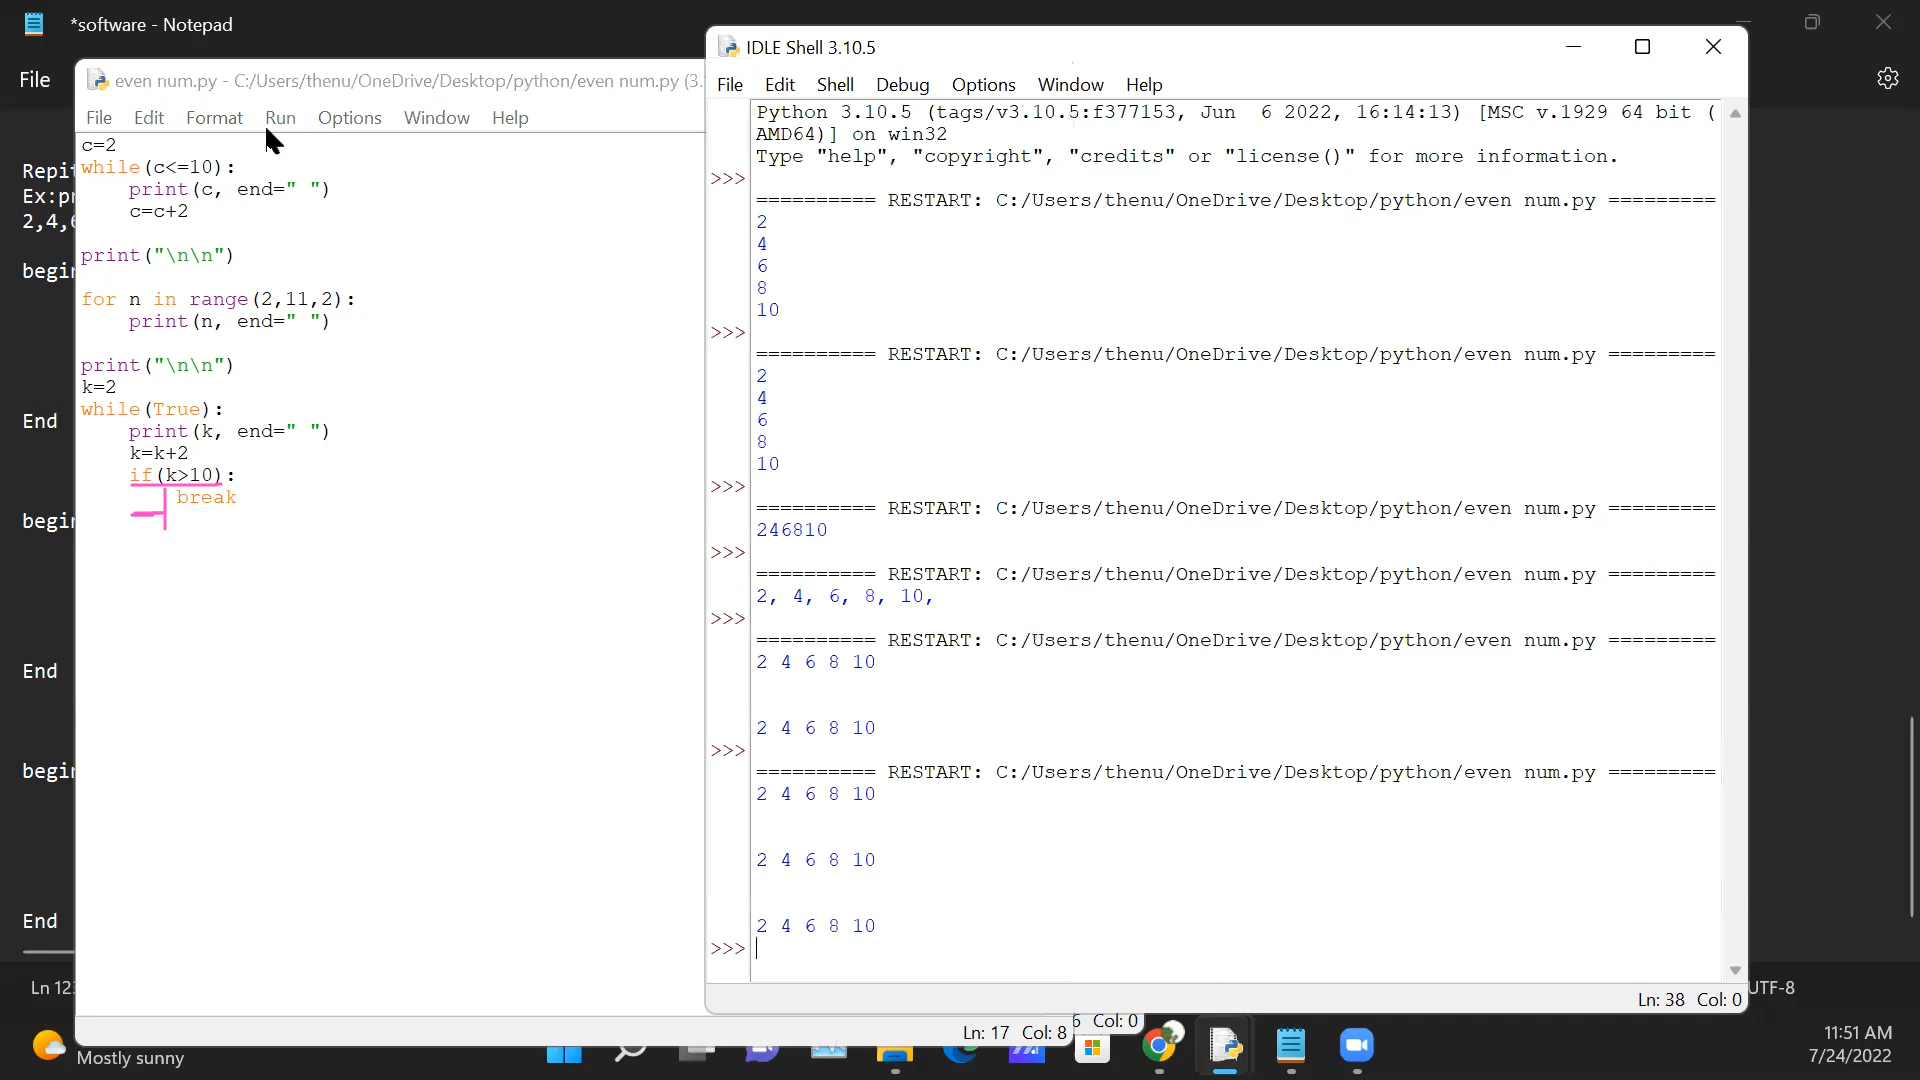 *software - Notepad
File
Repi
Ex:pr
2,4,6
begin
End
begin
End
begin
End
Ln 12
UTF-8
even num.py - C:/Users/thenu/OneDrive/Desktop/python/even num.py (3.
File Edit Format Run Options Window Help
c=2
while(c<=10):
    print(c, end=" ")
    c=c+2
print("\n\n")
for n in range(2,11,2):
    print(n, end=" ")
print("\n\n")
k=2
while(True):
    print(k, end=" ")
    k=k+2
    if(k>10):
        break
Ln: 17 Col: 8
Col: 0
IDLE Shell 3.10.5
File Edit Shell Debug Options Window Help
Python 3.10.5 (tags/v3.10.5:f377153, Jun  6 2022, 16:14:13) [MSC v.1929 64 bit (
AMD64)] on win32
Type "help", "copyright", "credits" or "license()" for more information.
>>>
========== RESTART: C:/Users/thenu/OneDrive/Desktop/python/even num.py =========
2
4
6
8
10
>>>
========== RESTART: C:/Users/thenu/OneDrive/Desktop/python/even num.py =========
2
4
6
8
10
>>>
========== RESTART: C:/Users/thenu/OneDrive/Desktop/python/even num.py =========
246810
>>>
========== RESTART: C:/Users/thenu/OneDrive/Desktop/python/even num.py =========
2, 4, 6, 8, 10,
>>>
========== RESTART: C:/Users/thenu/OneDrive/Desktop/python/even num.py =========
2 4 6 8 10
2 4 6 8 10
>>>
========== RESTART: C:/Users/thenu/OneDrive/Desktop/python/even num.py =========
2 4 6 8 10
2 4 6 8 10
2 4 6 8 10
>>>
Ln: 38 Col: 0
Mostly sunny
11:51 AM
7/24/2022